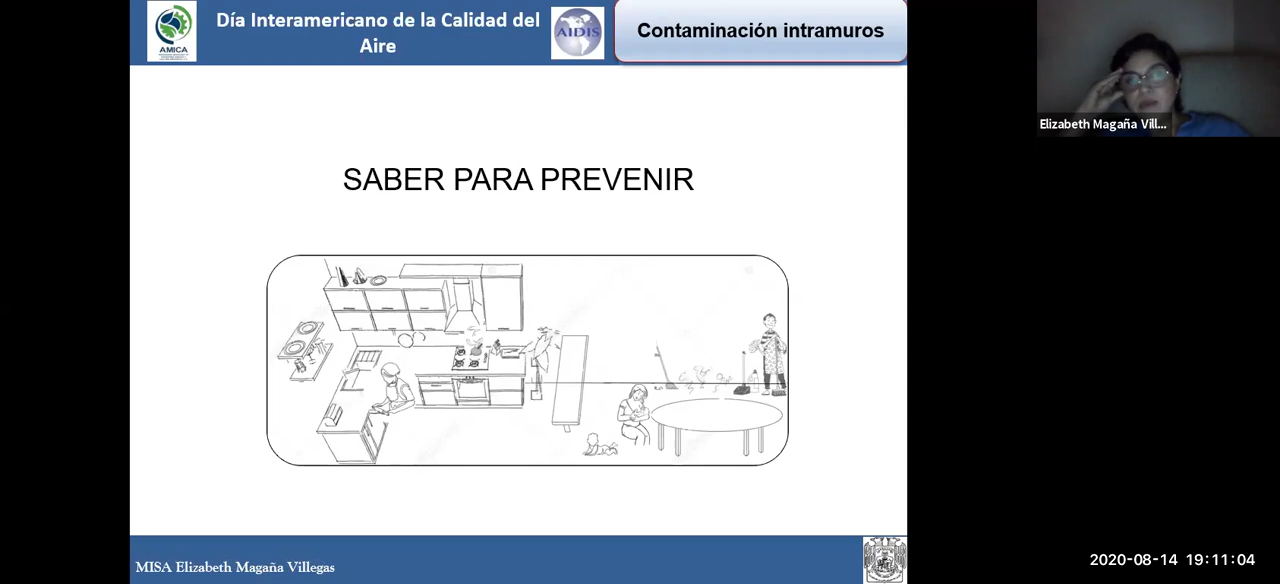 Día Interamericano de la Calidad del
Aire
AMICA
AIDIS
Contaminación intramuros
Elizabeth Magaña Vill...
SABER PARA PREVENIR
MISA Elizabeth Magaña Villegas
2020-08-14 19:11:04